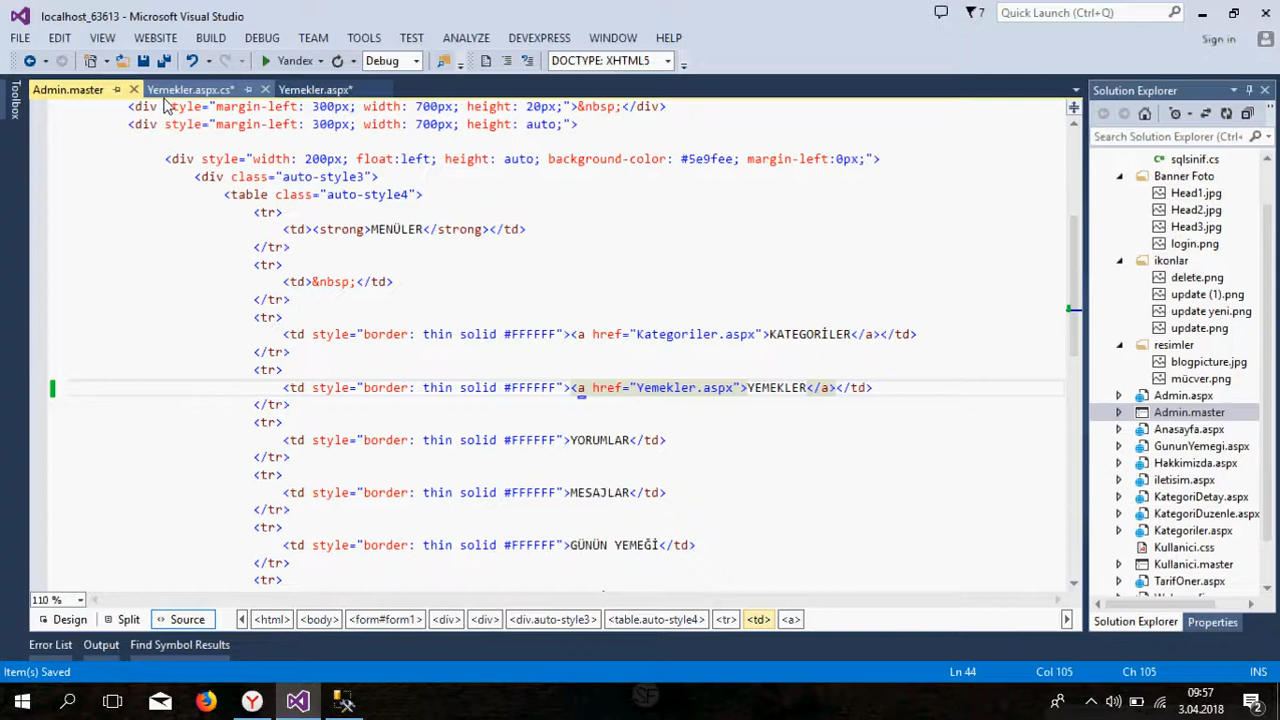 localhost_63613 - Microsoft Visual Studio
7
Quick Launch (Ctrl+Q)
FILE EDIT VIEW WEBSITE BUILD DEBUG TEAM TOOLS TEST ANALYZE DEVEXPRESS WINDOW HELP
Sign in
Yandex Debug DOCTYPE: XHTML5
Toolbox
Admin.master Yemekler.aspx.cs* Yemekler.aspx*
<div style="margin-left: 300px; width: 700px; height: 20px;">&nbsp;</div>
<div style="margin-left: 300px; width: 700px; height: auto;">
<div style="width: 200px; float:left; height: auto; background-color: #5e9fee; margin-left:0px;">
<div class="auto-style3">
<table class="auto-style4">
<tr>
<td><strong>MENÜLER</strong></td>
</tr>
<tr>
<td>&nbsp;</td>
</tr>
<tr>
<td style="border: thin solid #FFFFFF"><a href="Kategoriler.aspx">KATEGORİLER</a></td>
</tr>
<tr>
<td style="border: thin solid #FFFFFF"><a href="Yemekler.aspx">YEMEKLER</a></td>
</tr>
<tr>
<td style="border: thin solid #FFFFFF">YORUMLAR</td>
</tr>
<tr>
<td style="border: thin solid #FFFFFF">MESAJLAR</td>
</tr>
<tr>
<td style="border: thin solid #FFFFFF">GÜNÜN YEMEĞİ</td>
</tr>
<tr>
110 %
Design Split Source <html> <body> <form#form1> <div> <div> <div.auto-style3> <table.auto-style4> <tr> <td> <a>
Solution Explorer
Search Solution Explorer (Ctrl+
sqlsinif.cs
Banner Foto
Head1.jpg
Head2.jpg
Head3.jpg
login.png
ikonlar
delete.png
update (1).png
update yeni.png
update.png
resimler
blogpicture.jpg
mücver.png
Admin.aspx
Admin.master
Anasayfa.aspx
GununYemegi.aspx
Hakkimizda.aspx
iletisim.aspx
KategoriDetay.aspx
KategoriDuzenle.aspx
Kategoriler.aspx
Kullanici.css
Kullanici.master
TarifOner.aspx
Solution Explorer Properties
Error List Output Find Symbol Results
Item(s) Saved Ln 44 Col 105 Ch 105 INS
09:57
3.04.2018
2